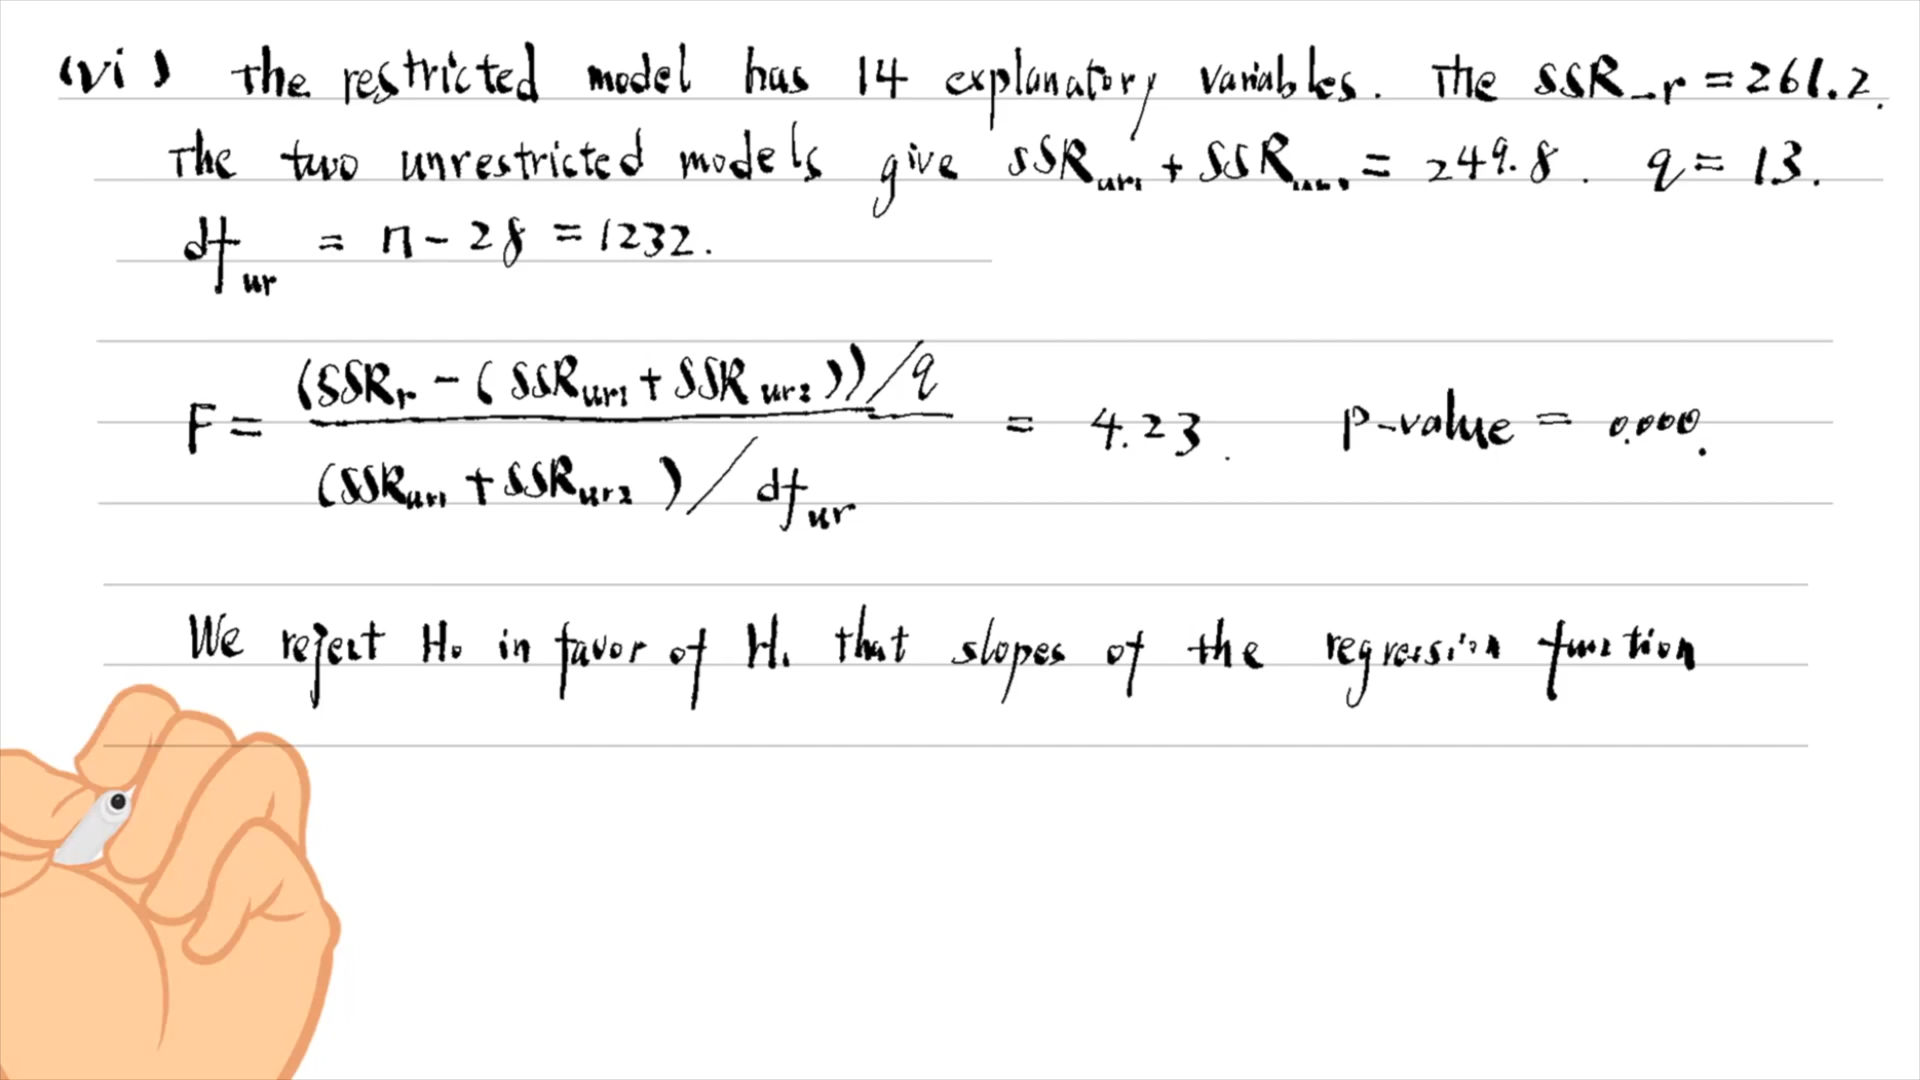 (vi) The restricted model has 14 explanatory variables. The SSR_r = 261.2.
The two unrestricted models give SSR_ur1 + SSR_ur2 = 249.8. q = 13.
df_ur = n - 28 = 1232.
F = (SSR_r - (SSR_ur1 + SSR_ur2))/q / (SSR_ur1 + SSR_ur2)/df_ur = 4.23. p-value = 0.000.
We reject H₀ in favor of H₁ that slopes of the regression function